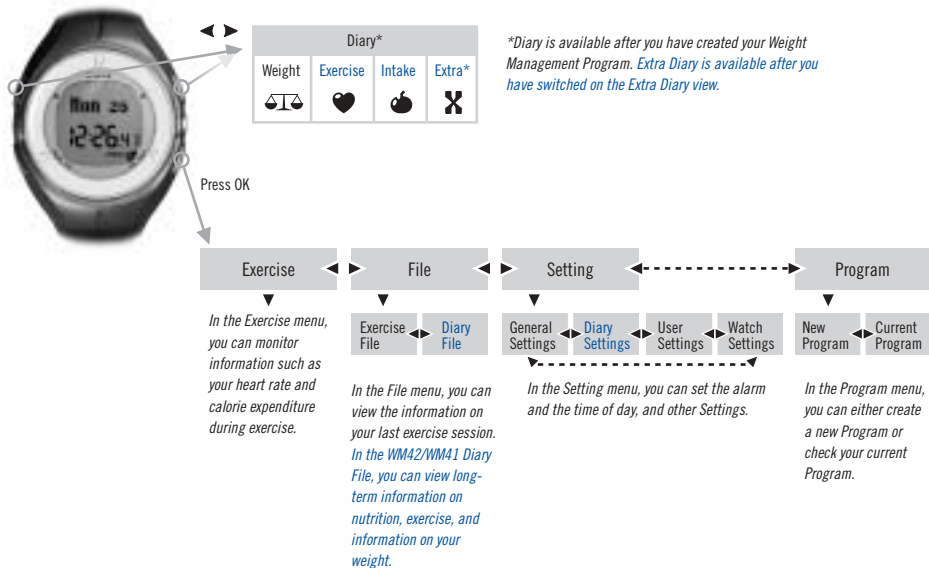 Diary*
Weight Exercise Intake Extra*
*Diary is available after you have created your Weight
Management Program. Extra Diary is available after you
have switched on the Extra Diary view.
12:26
Press OK
Exercise File Setting Program
In the Exercise menu,
you can monitor
information such as
your heart rate and
calorie expenditure
during exercise.
Exercise
File
Diary
File
In the File menu, you can
view the information on
your last exercise session.
In the WM42/WM41 Diary
File, you can view long-
term information on
nutrition, exercise, and
information on your
weight.
General
Settings
Diary
Settings
User
Settings
Watch
Settings
In the Setting menu, you can set the alarm
and the time of day, and other Settings.
New
Program
Current
Program
In the Program menu,
you can either create
a new Program or
check your current
Program.